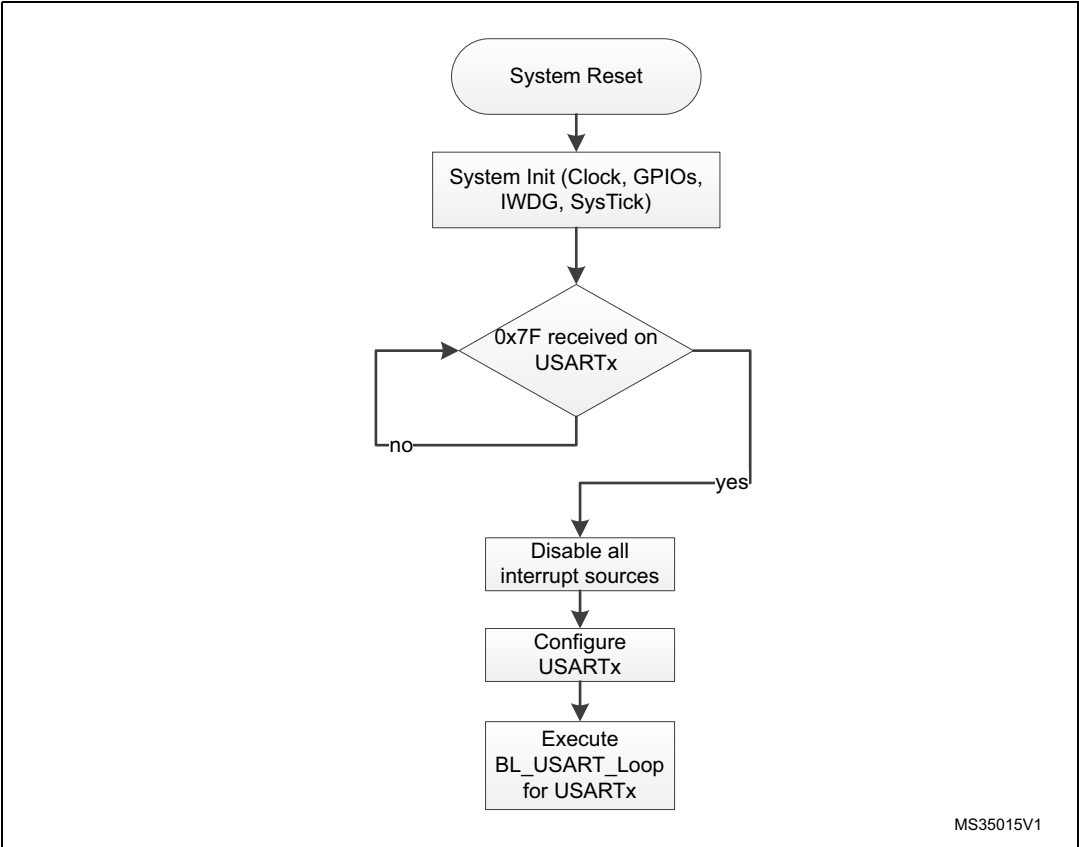 System Reset
System Init (Clock, GPIOs,
IWDG, SysTick)
0x7F received on
USARTx
no
yes
Disable all
interrupt sources
Configure
USARTx
Execute
BL_USART_Loop
for USARTx
MS35015V1